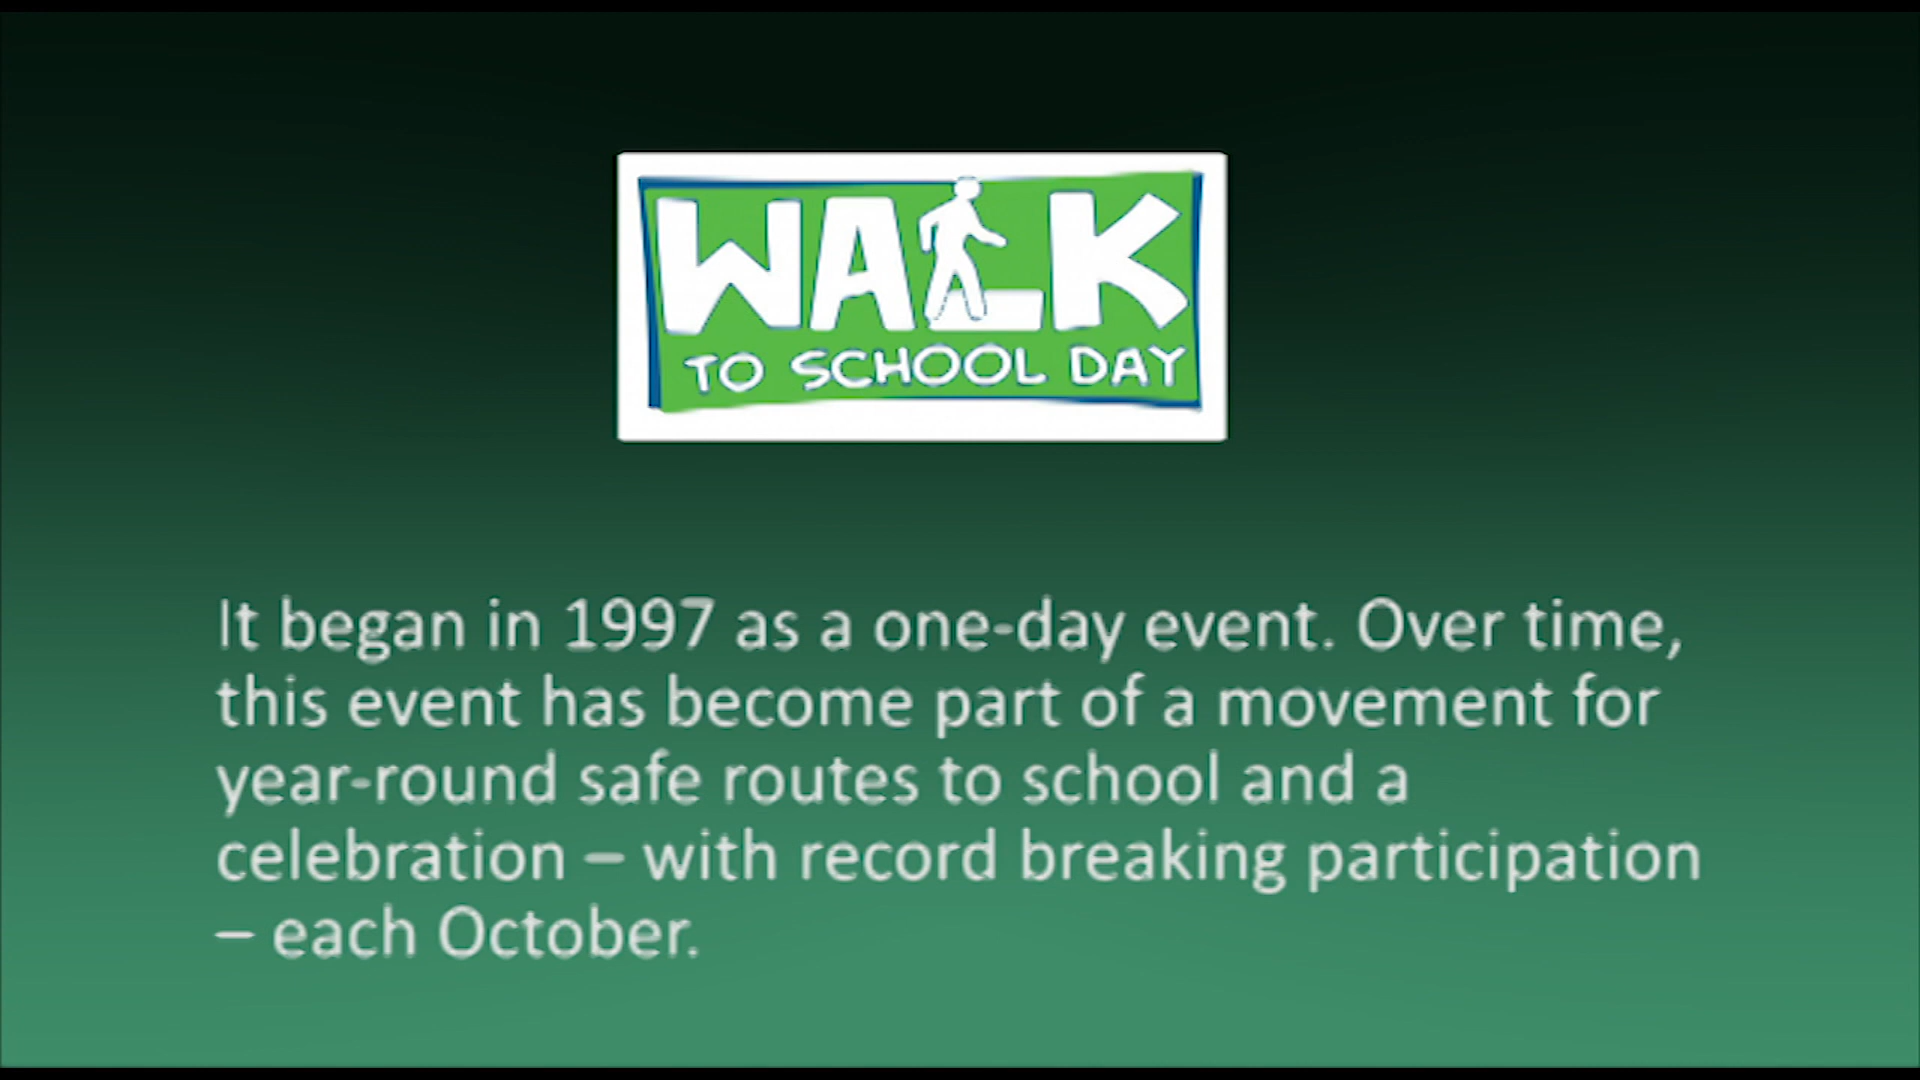 WALK
TO SCHOOL DAY
It began in 1997 as a one-day event. Over time,
this event has become part of a movement for
year-round safe routes to school and a
celebration – with record breaking participation
– each October.